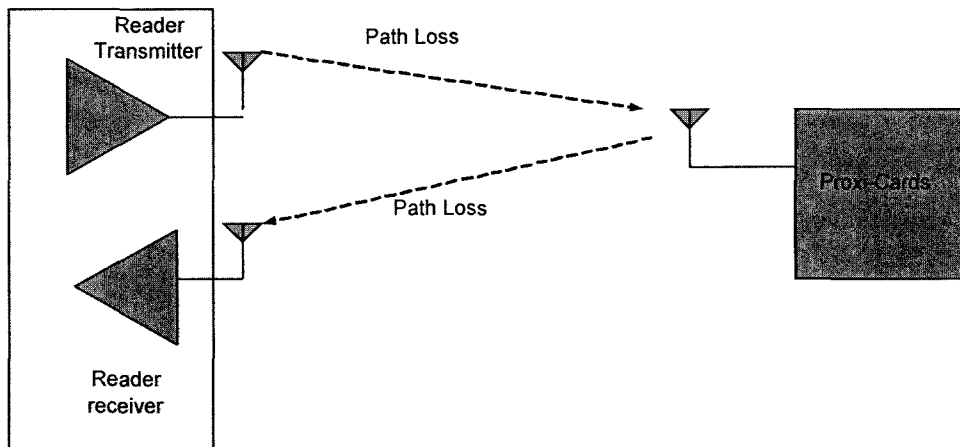 Reader
Transmitter
Path Loss
Proxi-Cards
Path Loss
Reader
receiver